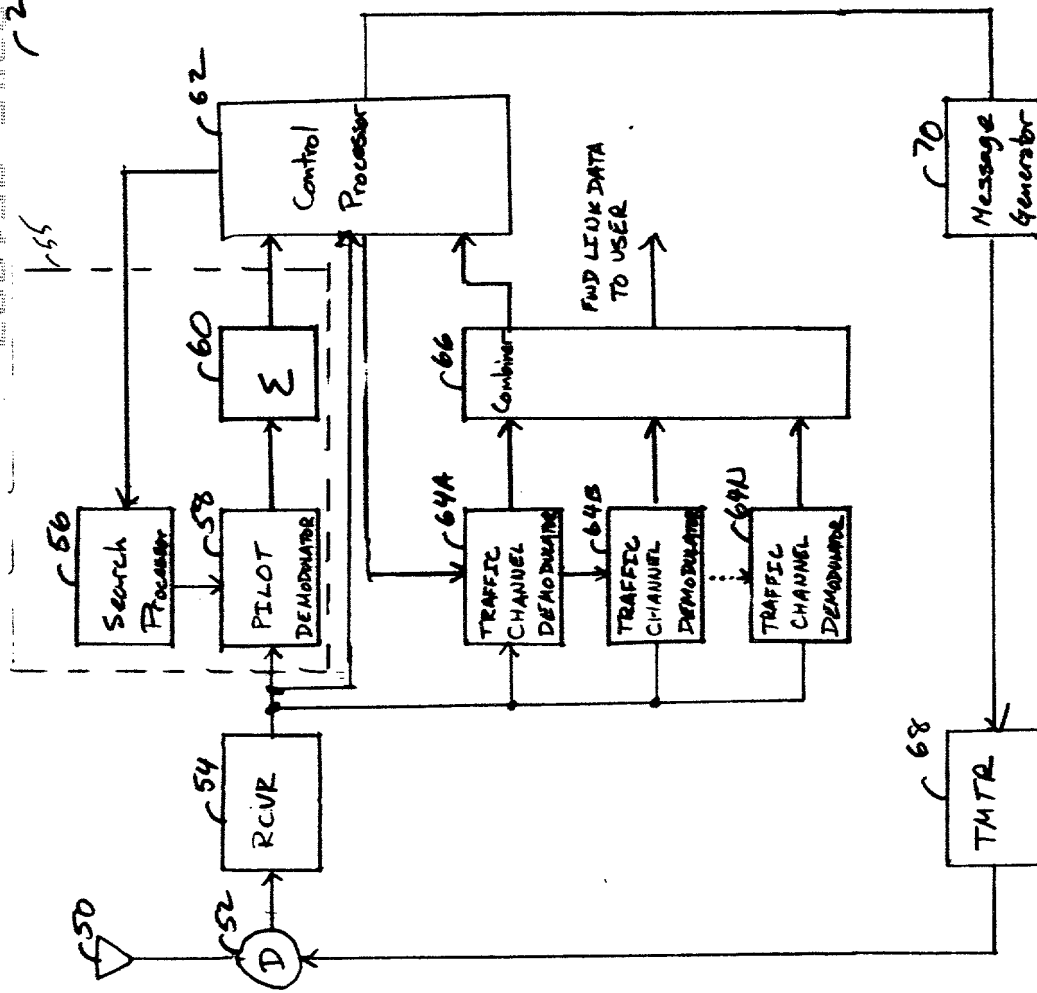 2
50
52
D
54
RCVR
55
56
Search
Processor
58
PILOT
DEMODULATOR
60
Σ
62
Control
Processor
64A
TRAFFIC
CHANNEL
DEMODULATOR
64B
TRAFFIC
CHANNEL
DEMODULATOR
64N
TRAFFIC
CHANNEL
DEMODULATOR
66
Combiner
FWD LINK DATA
TO USER
68
TMTR
70
Message
Generator